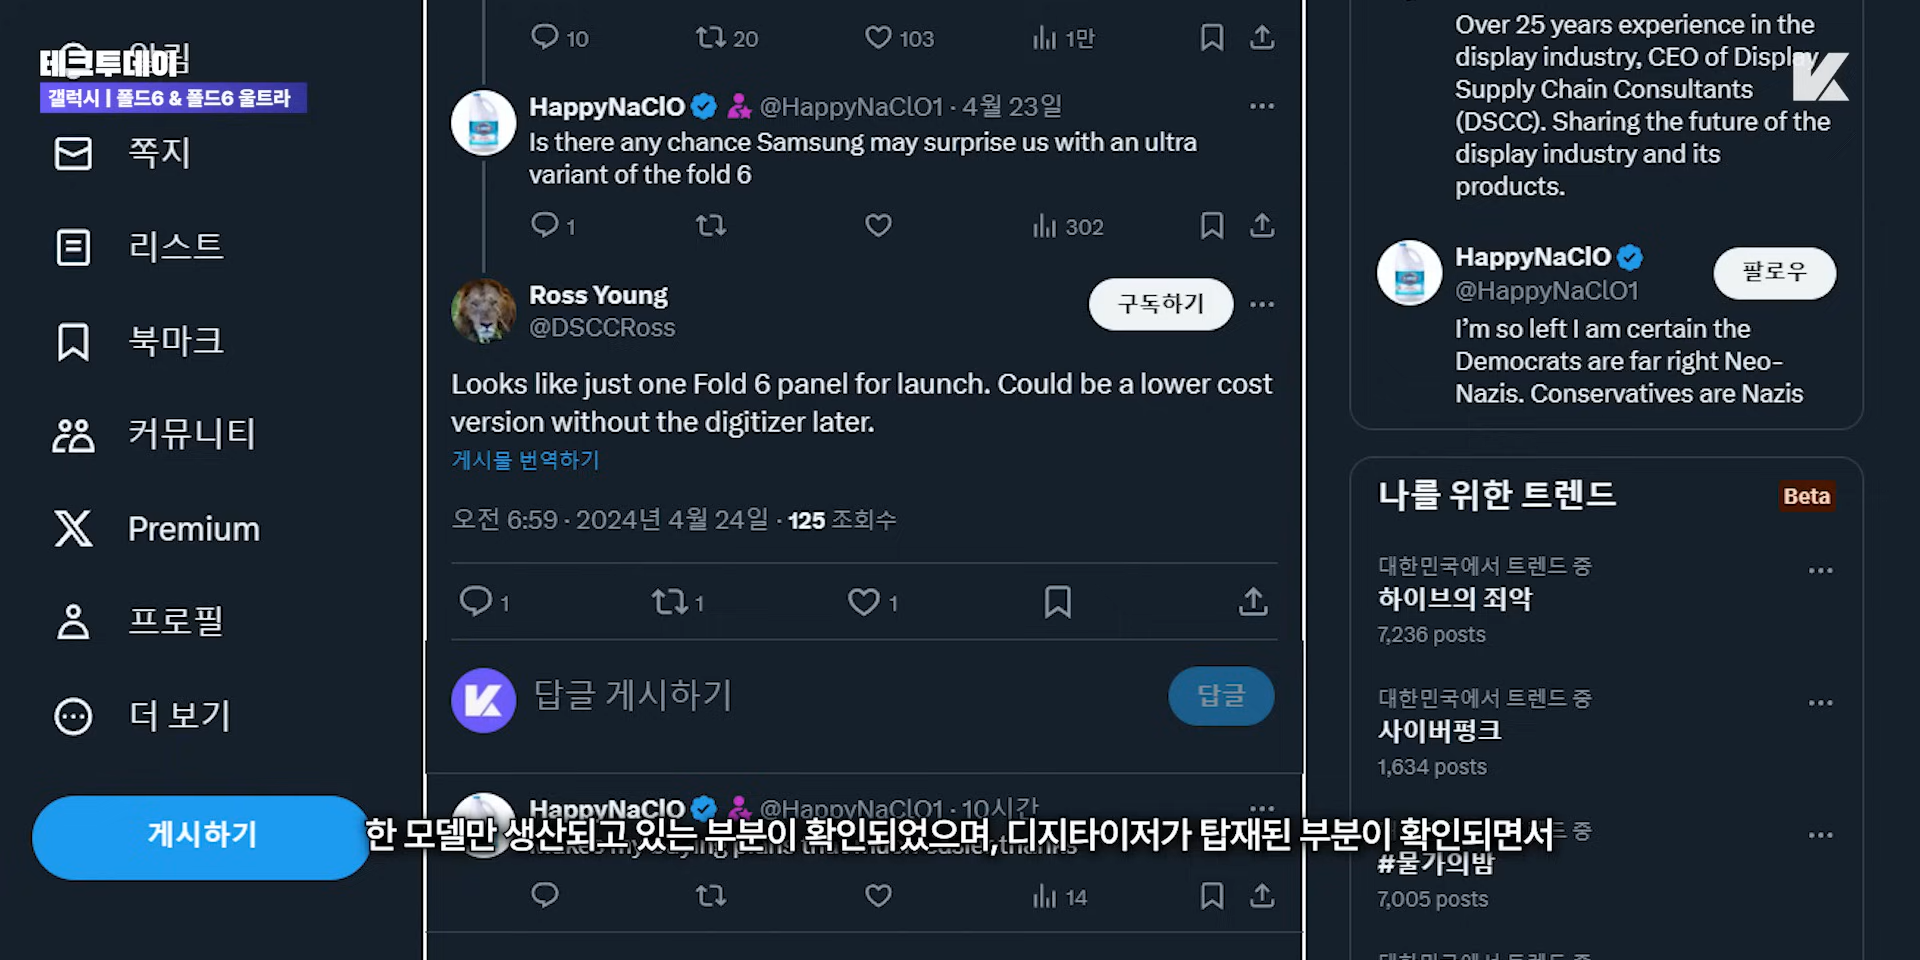 테크투데이
갤럭시 | 폴드6 & 폴드6 울트라
쪽지
리스트
북마크
커뮤니티
Premium
프로필
더 보기
게시하기
10 20 103 1만
HappyNaClO @HappyNaClO1 · 4월 23일
Is there any chance Samsung may surprise us with an ultra
variant of the fold 6
1 302
Ross Young
@DSCCRoss
구독하기
Looks like just one Fold 6 panel for launch. Could be a lower cost
version without the digitizer later.
게시물 번역하기
오전 6:59 · 2024년 4월 24일 · 125 조회수
1 1 1
답글 게시하기
답글
HappyNaClO @HappyNaClO1 · 10시간
makes my buying plans that much easier, thanks
14
한 모델만 생산되고 있는 부분이 확인되었으며, 디지타이저가 탑재된 부분이 확인되면서
Over 25 years experience in the
display industry, CEO of Display
Supply Chain Consultants
(DSCC). Sharing the future of the
display industry and its
products.
HappyNaClO
@HappyNaClO1
팔로우
I'm so left I am certain the
Democrats are far right Neo-
Nazis. Conservatives are Nazis
나를 위한 트렌드
Beta
대한민국에서 트렌드 중
하이브의 죄악
7,236 posts
대한민국에서 트렌드 중
사이버펑크
1,634 posts
중
#물가의밤
7,005 posts